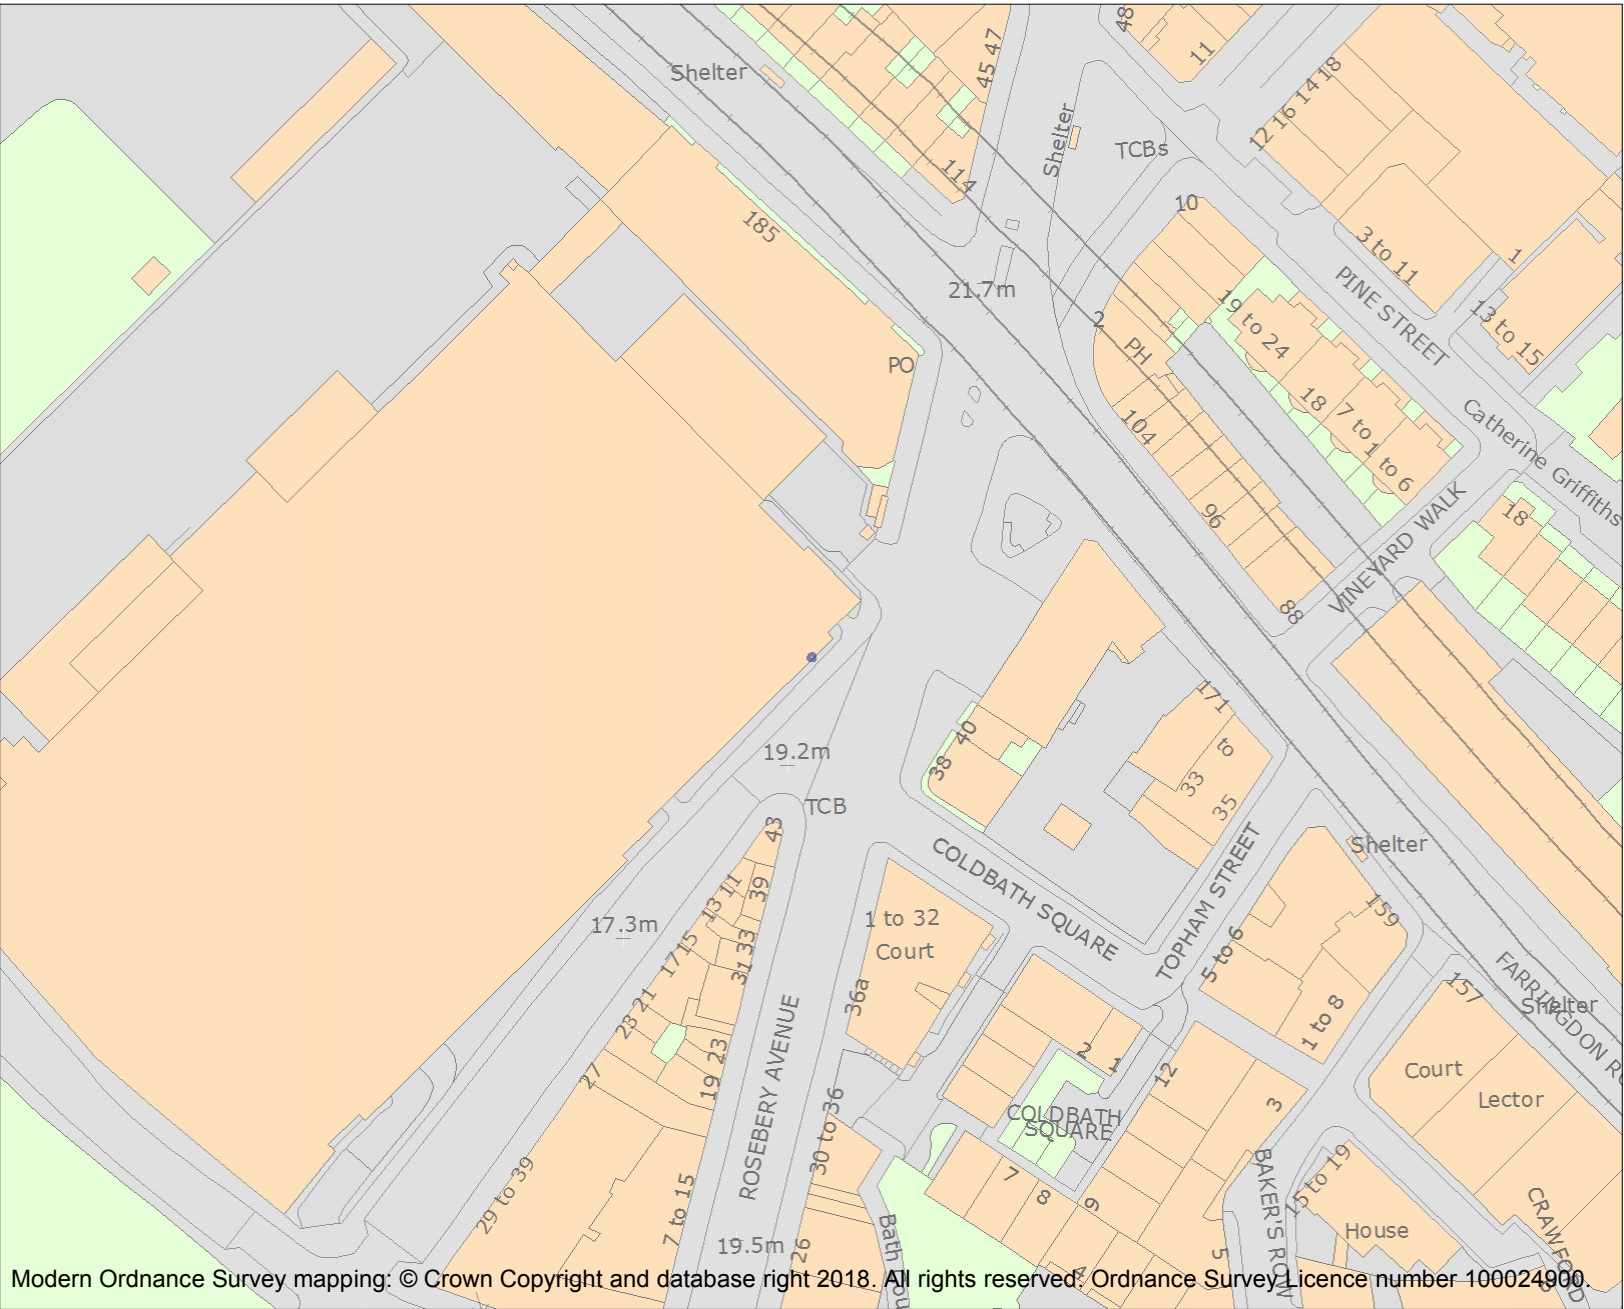 48
45 47
11
Shelter
12 16 14 18
Shelter
TCBs
114
10
185
3 to 11
1
21.7m
PINE STREET
19 to 24
13 to 15
2
PH
PO
18
7 to 1
1 to 6
104
Catherine Griffiths
96
18
VINEYARD WALK
88
171
to
33
35
40
38
19.2m
TCB
43
COLDBATH SQUARE
TOPHAM STREET
Shelter
39
13 11
159
1 to 32
Court
17.3m
31 33
1715
5 to 6
FARRINGDON RO
157
36a
23 21
Shelter
1 to 8
ROSEBERY AVENUE
2
1
12
27
19 23
Court
Lector
3
COLDBATH
SQUARE
30 to 36
BAKER'S ROW
15 to 19
7
8
9
29 to 39
7 to 15
CRAWFORD
House
Bath Hou
19.5m
26
5
4
Modern Ordnance Survey mapping: © Crown Copyright and database right 2018. All rights reserved. Ordnance Survey Licence number 100024900.